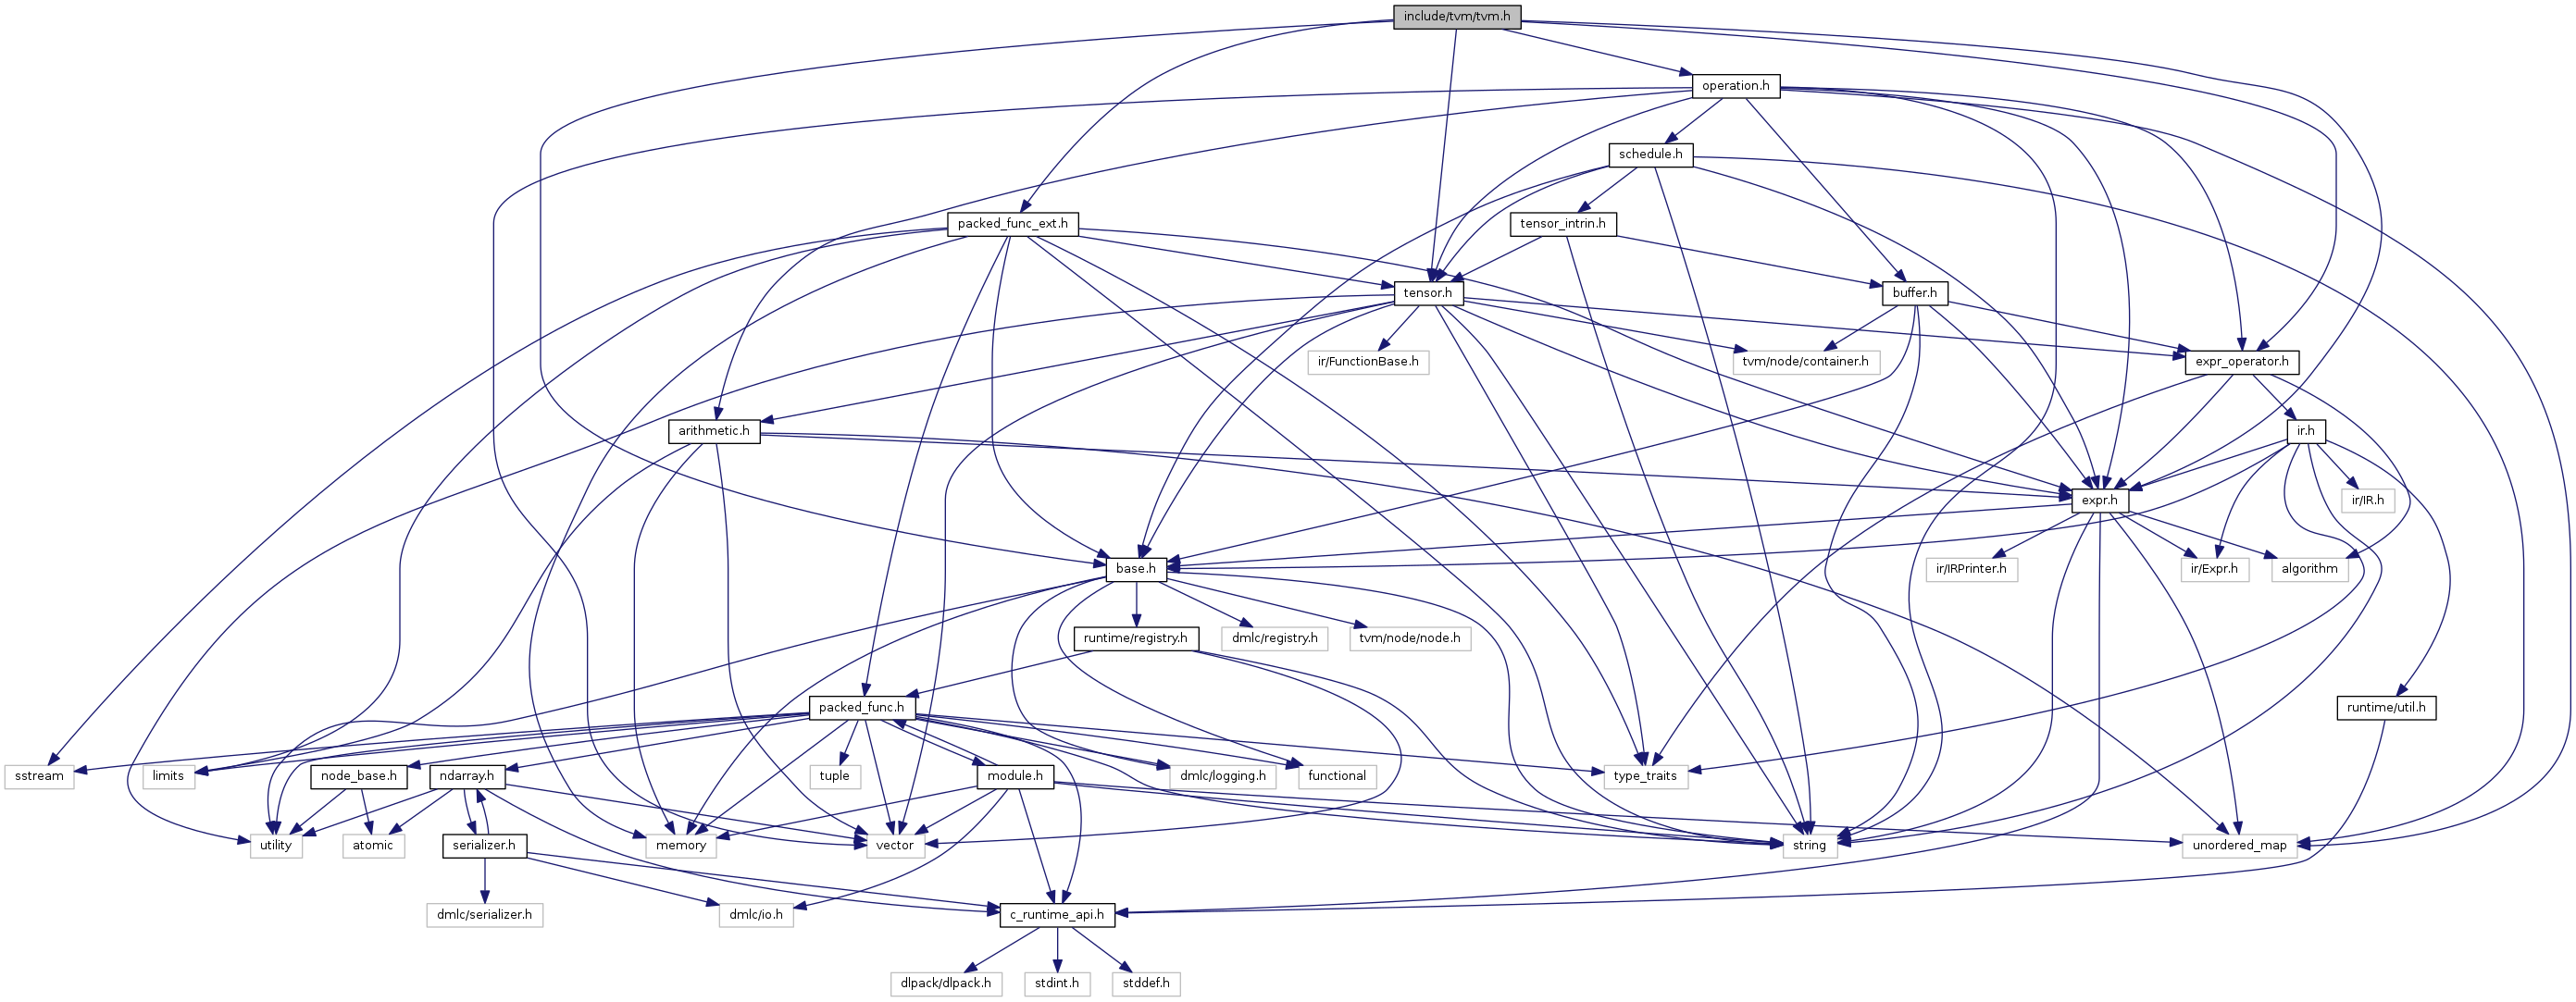 include/tvm/tvm.h
operation.h
schedule.h
packed_func_ext.h
tensor_intrin.h
tensor.h
buffer.h
ir/FunctionBase.h
tvm/node/container.h
expr_operator.h
arithmetic.h
ir.h
expr.h
ir/IR.h
base.h
ir/IRPrinter.h
ir/Expr.h
algorithm
runtime/registry.h
dmlc/registry.h
tvm/node/node.h
packed_func.h
runtime/util.h
sstream
limits
node_base.h
ndarray.h
tuple
module.h
dmlc/logging.h
functional
type_traits
utility
atomic
serializer.h
memory
vector
string
unordered_map
dmlc/serializer.h
dmlc/io.h
c_runtime_api.h
dlpack/dlpack.h
stdint.h
stddef.h